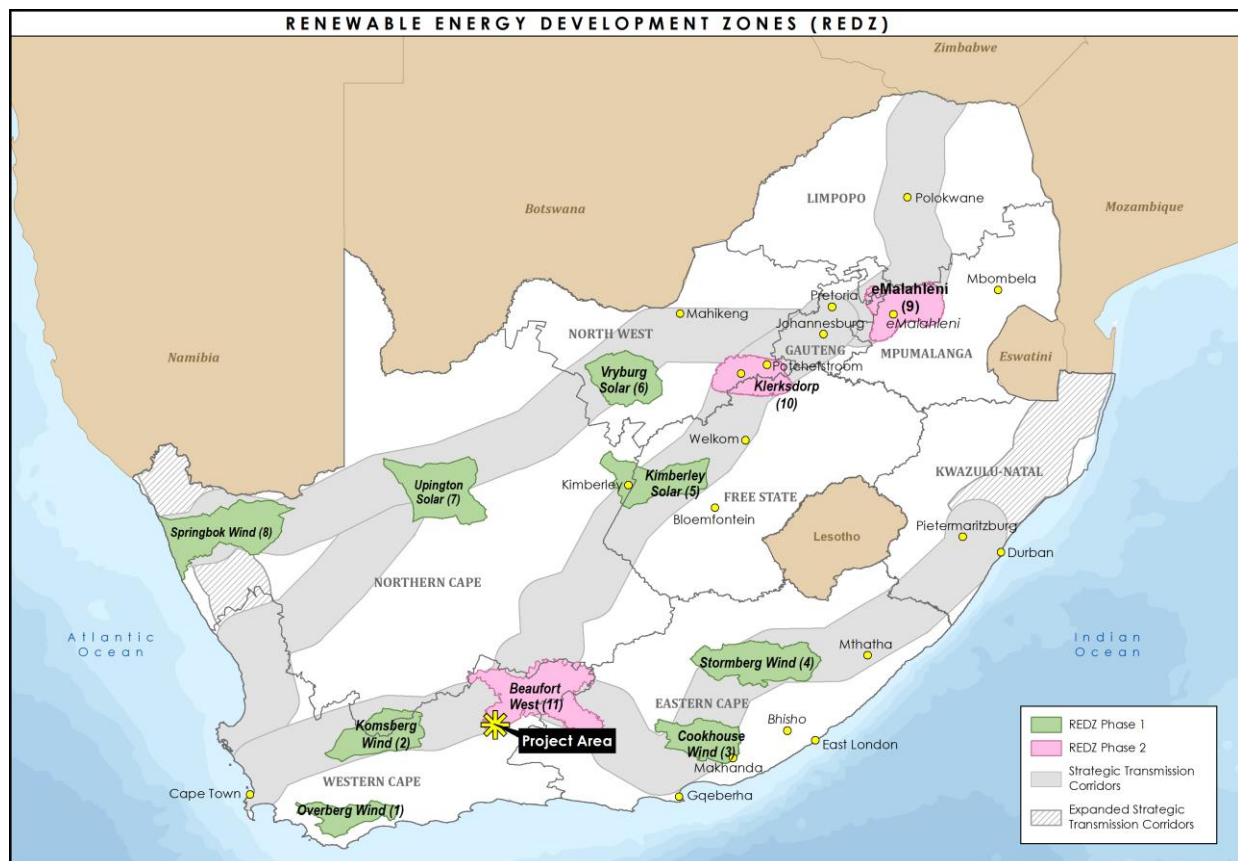 RENEWABLE ENERGY DEVELOPMENT ZONES (REDZ)
Zimbabwe
Botswana
LIMPOPO
Polokwane
Mozambique
Namibia
Mahikeng
NORTH WEST
Pretoria
Johannesburg
GAUTENG
eMalahleni
(9)
eMalahleni
MPUMALANGA
Mbombela
Eswatini
Vryburg
Solar (6)
Potchefstroom
Klerksdorp
(10)
Welkom
KWAZULU-NATAL
Upington
Solar (7)
Kimberley
Kimberley
Solar (5)
FREE STATE
Bloemfontein
Springbok Wind (8)
Lesotho
Pietermaritzburg
Durban
NORTHERN CAPE
Atlantic
Ocean
Indian
Ocean
Mthatha
Stormberg Wind (4)
Beaufort
West (11)
EASTERN CAPE
Komsberg
Wind (2)
Project Area
Cookhouse
Wind (3)
Bhisho
East London
Makhanda
WESTERN CAPE
Cape Town
Gqeberha
Overberg Wind (1)
REDZ Phase 1
REDZ Phase 2
Strategic Transmission
Corridors
Expanded Strategic
Transmission Corridors